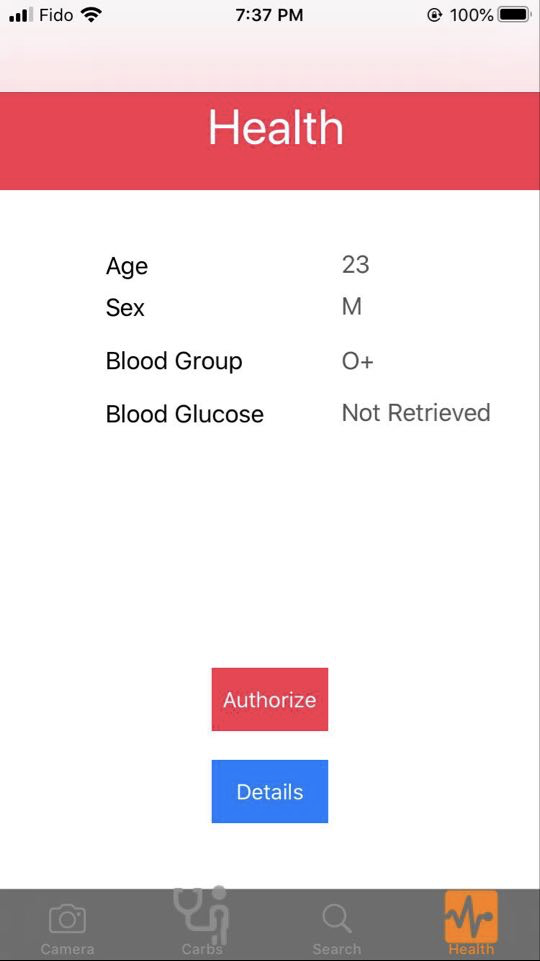 Fido 7:37 PM 100%
Health
Age 23
Sex M
Blood Group O+
Blood Glucose Not Retrieved
Authorize
Details
Camera Carbs Search Health